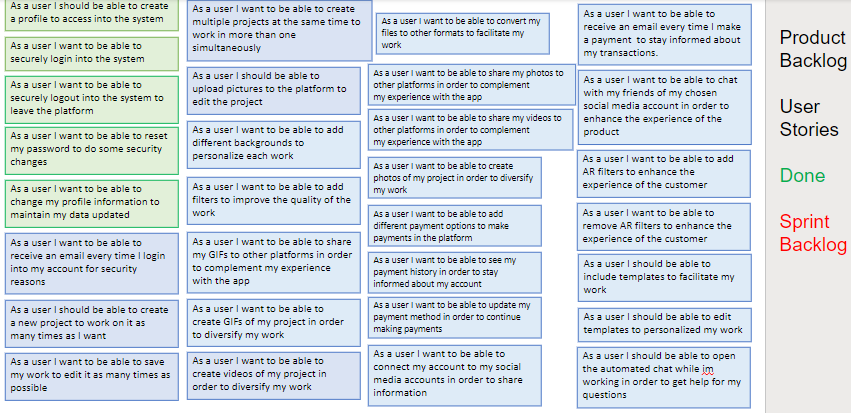 As a user I should be able to create
a profile to access into the system
As a user I want to be able to
securely login into the system
As a user I want to be able to
securely logout into the system to
leave the platform
As a user I want to be able to reset
my password to do some security
changes
As a user I want to be able to
change my profile information to
maintain my data updated
As a user I want to be able to
receive an email every time I login
into my account for security
reasons
As a user I should be able to create
a new project to work on it as
many times as I want
As a user I want to be able to save
my work to edit it as many times as
possible
As a user I want to be able to create
multiple projects at the same time to
work in more than one
simultaneously
As a user I should be able to
upload pictures to the platform to
edit the project
As a user I want to be able to add
different backgrounds to
personalize each work
As a user I want to be able to add
filters to improve the quality of the
work
As a user I want to be able to share
my GIFs to other platforms in order
to complement my experience
with the app
As a user I want to be able to
create GIFs of my project in order
to diversify my work
As a user I want to be able to
create videos of my project in
order to diversify my work
As a user I want to be able to convert my
files to other formats to facilitate my
work
As a user I want to be able to share my photos to
other platforms in order to complement
my experience with the app
As a user I want to be able to share my videos to
other platforms in order to complement
my experience with the app
As a user I want to be able to create
photos of my project in order to diversify
my work
As a user I want to be able to add
different payment options to make
payments in the platform
As a user I want to be able to see my
payment history in order to stay
informed about my account
As a user I want to be able to update my
payment method in order to continue
making payments
As a user I want to be able to
connect my account to my social
media accounts in order to share
information
As a user I want to be able to
receive an email every time I make
a payment to stay informed about
my transactions.
As a user I want to be able to chat
with my friends of my chosen
social media account in order to
enhance the experience of the
product
As a user I want to be able to add
AR filters to enhance the
experience of the customer
As a user I want to be able to
remove AR filters to enhance the
experience of the customer
As a user I should be able to
include templates to facilitate my
work
As a user I should be able to edit
templates to personalized my work
As a user I should be able to open
the automated chat while im
working in order to get help for my
questions
Product
Backlog
User
Stories
Done
Sprint
Backlog